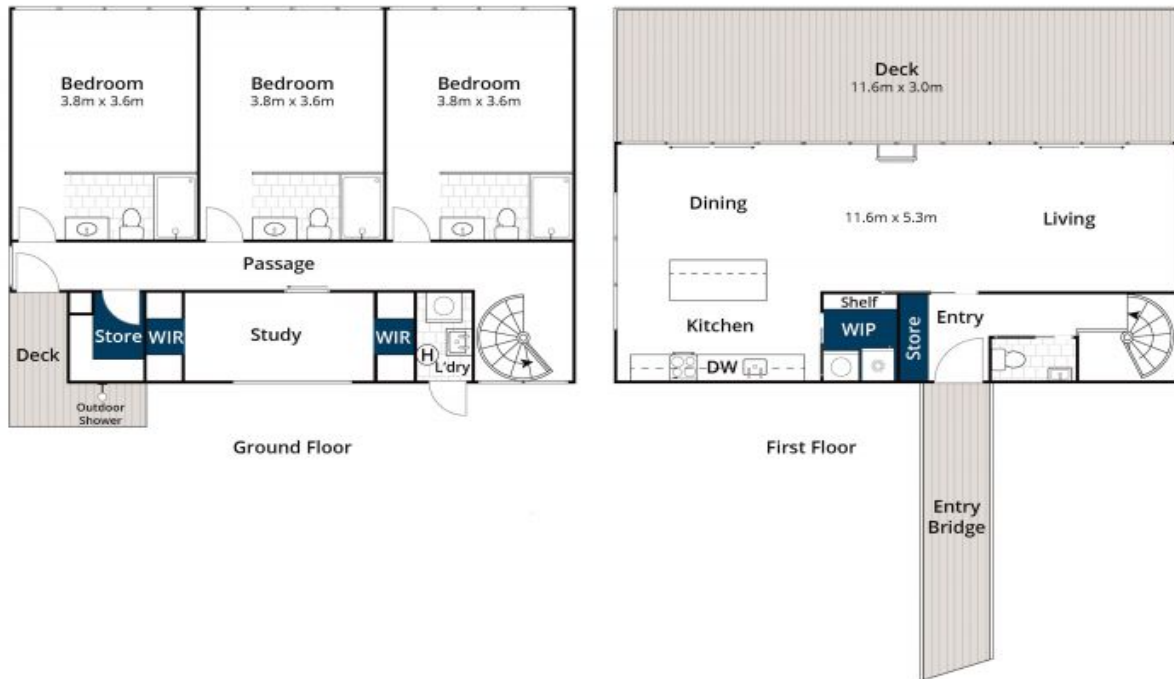 Bedroom
3.8m x 3.6m
Bedroom
3.8m x 3.6m
Bedroom
3.8m x 3.6m
Passage
Deck
Store
WIR
Study
WIR
H
L'dry
Outdoor
Shower
Ground Floor
Deck
11.6m x 3.0m
Dining
11.6m x 5.3m
Living
Kitchen
Shelf
WIP
Store
Entry
DW
First Floor
Entry
Bridge